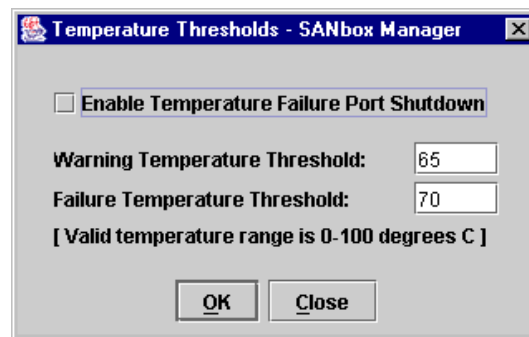 Temperature Thresholds - SANbox Manager
Enable Temperature Failure Port Shutdown
Warning Temperature Threshold: 65
Failure Temperature Threshold: 70
[ Valid temperature range is 0-100 degrees C ]
OK Close